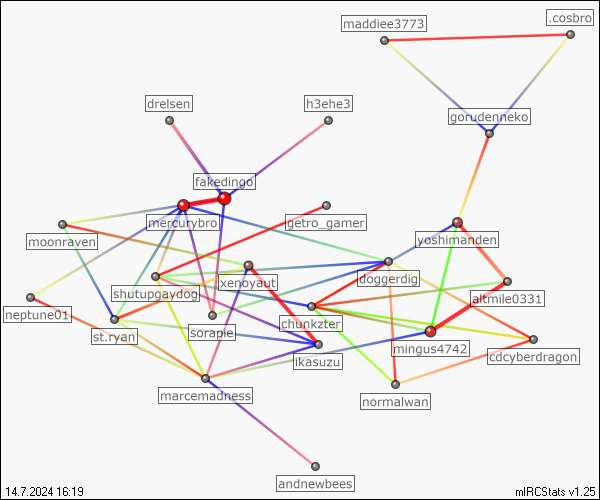 maddiee3773
.cosbro
drelsen
h3ehe3
gorudenneko
fakedingo
mercurybro
getro_gamer
moonraven
yoshimanden
xenoyaut
doggerdig
shutupgaydog
altmile0331
neptune01
sorapie
chunkzter
st.ryan
mingus4742
ikasuzu
cdcyberdragon
marcemadness
normalwan
andnewbees
14.7.2024 16:19
mIRCStats v1.25